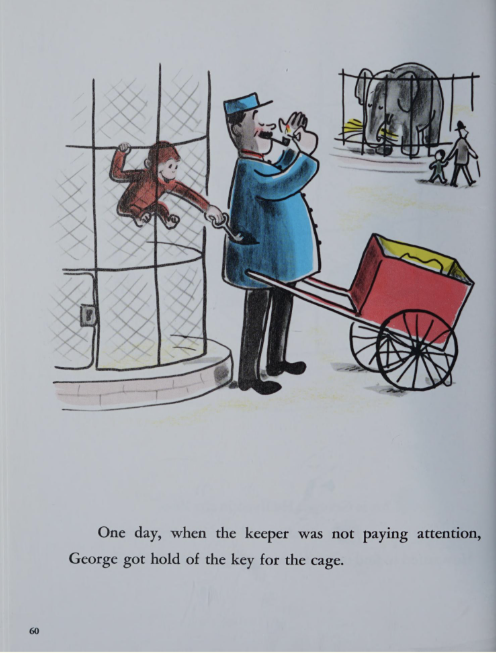 One day, when the keeper was not paying attention,
George got hold of the key for the cage.
60